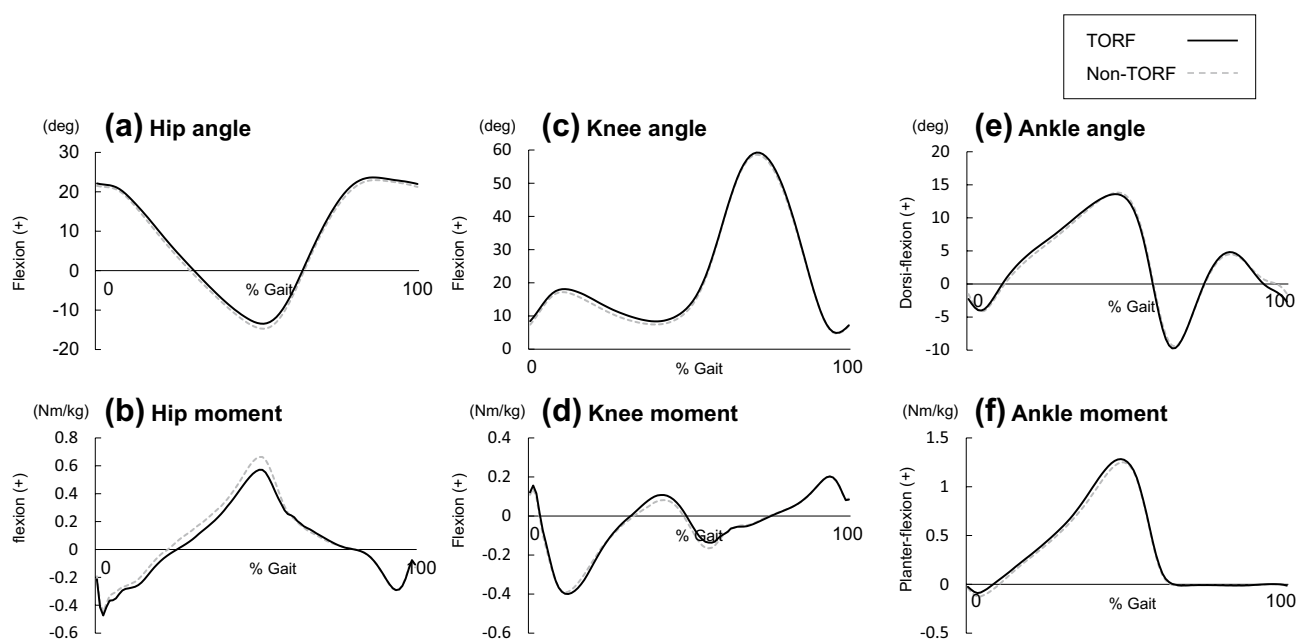 TORF
Non-TORF
(deg) (a) Hip angle
30
20
10
0
-10
-20
Flexion (+)
0 % Gait 100
(deg) (c) Knee angle
60
50
40
30
20
10
0
Flexion (+)
0 % Gait 100
(deg) (e) Ankle angle
20
15
10
5
0
-5
-10
Dorsi-flexion (+)
0 % Gait 100
(Nm/kg) (b) Hip moment
0.8
0.6
0.4
0.2
0
-0.2
-0.4
-0.6
flexion (+)
0 % Gait 100
(Nm/kg) (d) Knee moment
0.4
0.2
0
-0.2
-0.4
-0.6
Flexion (+)
0 % Gait 100
(Nm/kg) (f) Ankle moment
1.5
1
0.5
0
-0.5
Planter-flexion (+)
0 % Gait 100